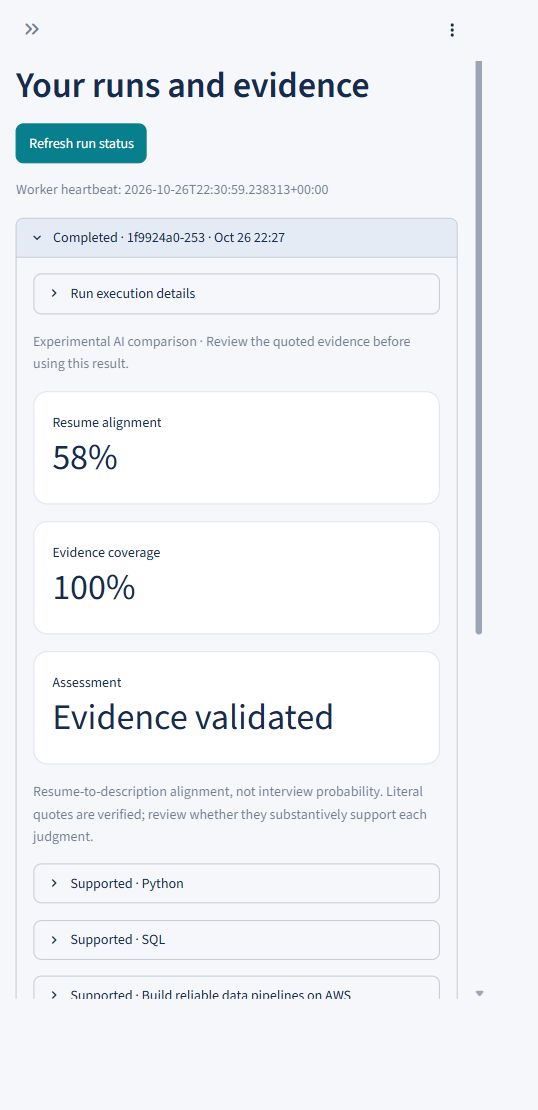 Your runs and evidence
Refresh run status
Worker heartbeat: 2026-10-26T22:30:59.238313+00:00
Completed · 1f9924a0-253 · Oct 26 22:27
Run execution details
Experimental AI comparison · Review the quoted evidence before
using this result.
Resume alignment
58%
Evidence coverage
100%
Assessment
Evidence validated
Resume-to-description alignment, not interview probability. Literal
quotes are verified; review whether they substantively support each
judgment.
Supported · Python
Supported · SQL
Supported · Build reliable data pipelines on AWS